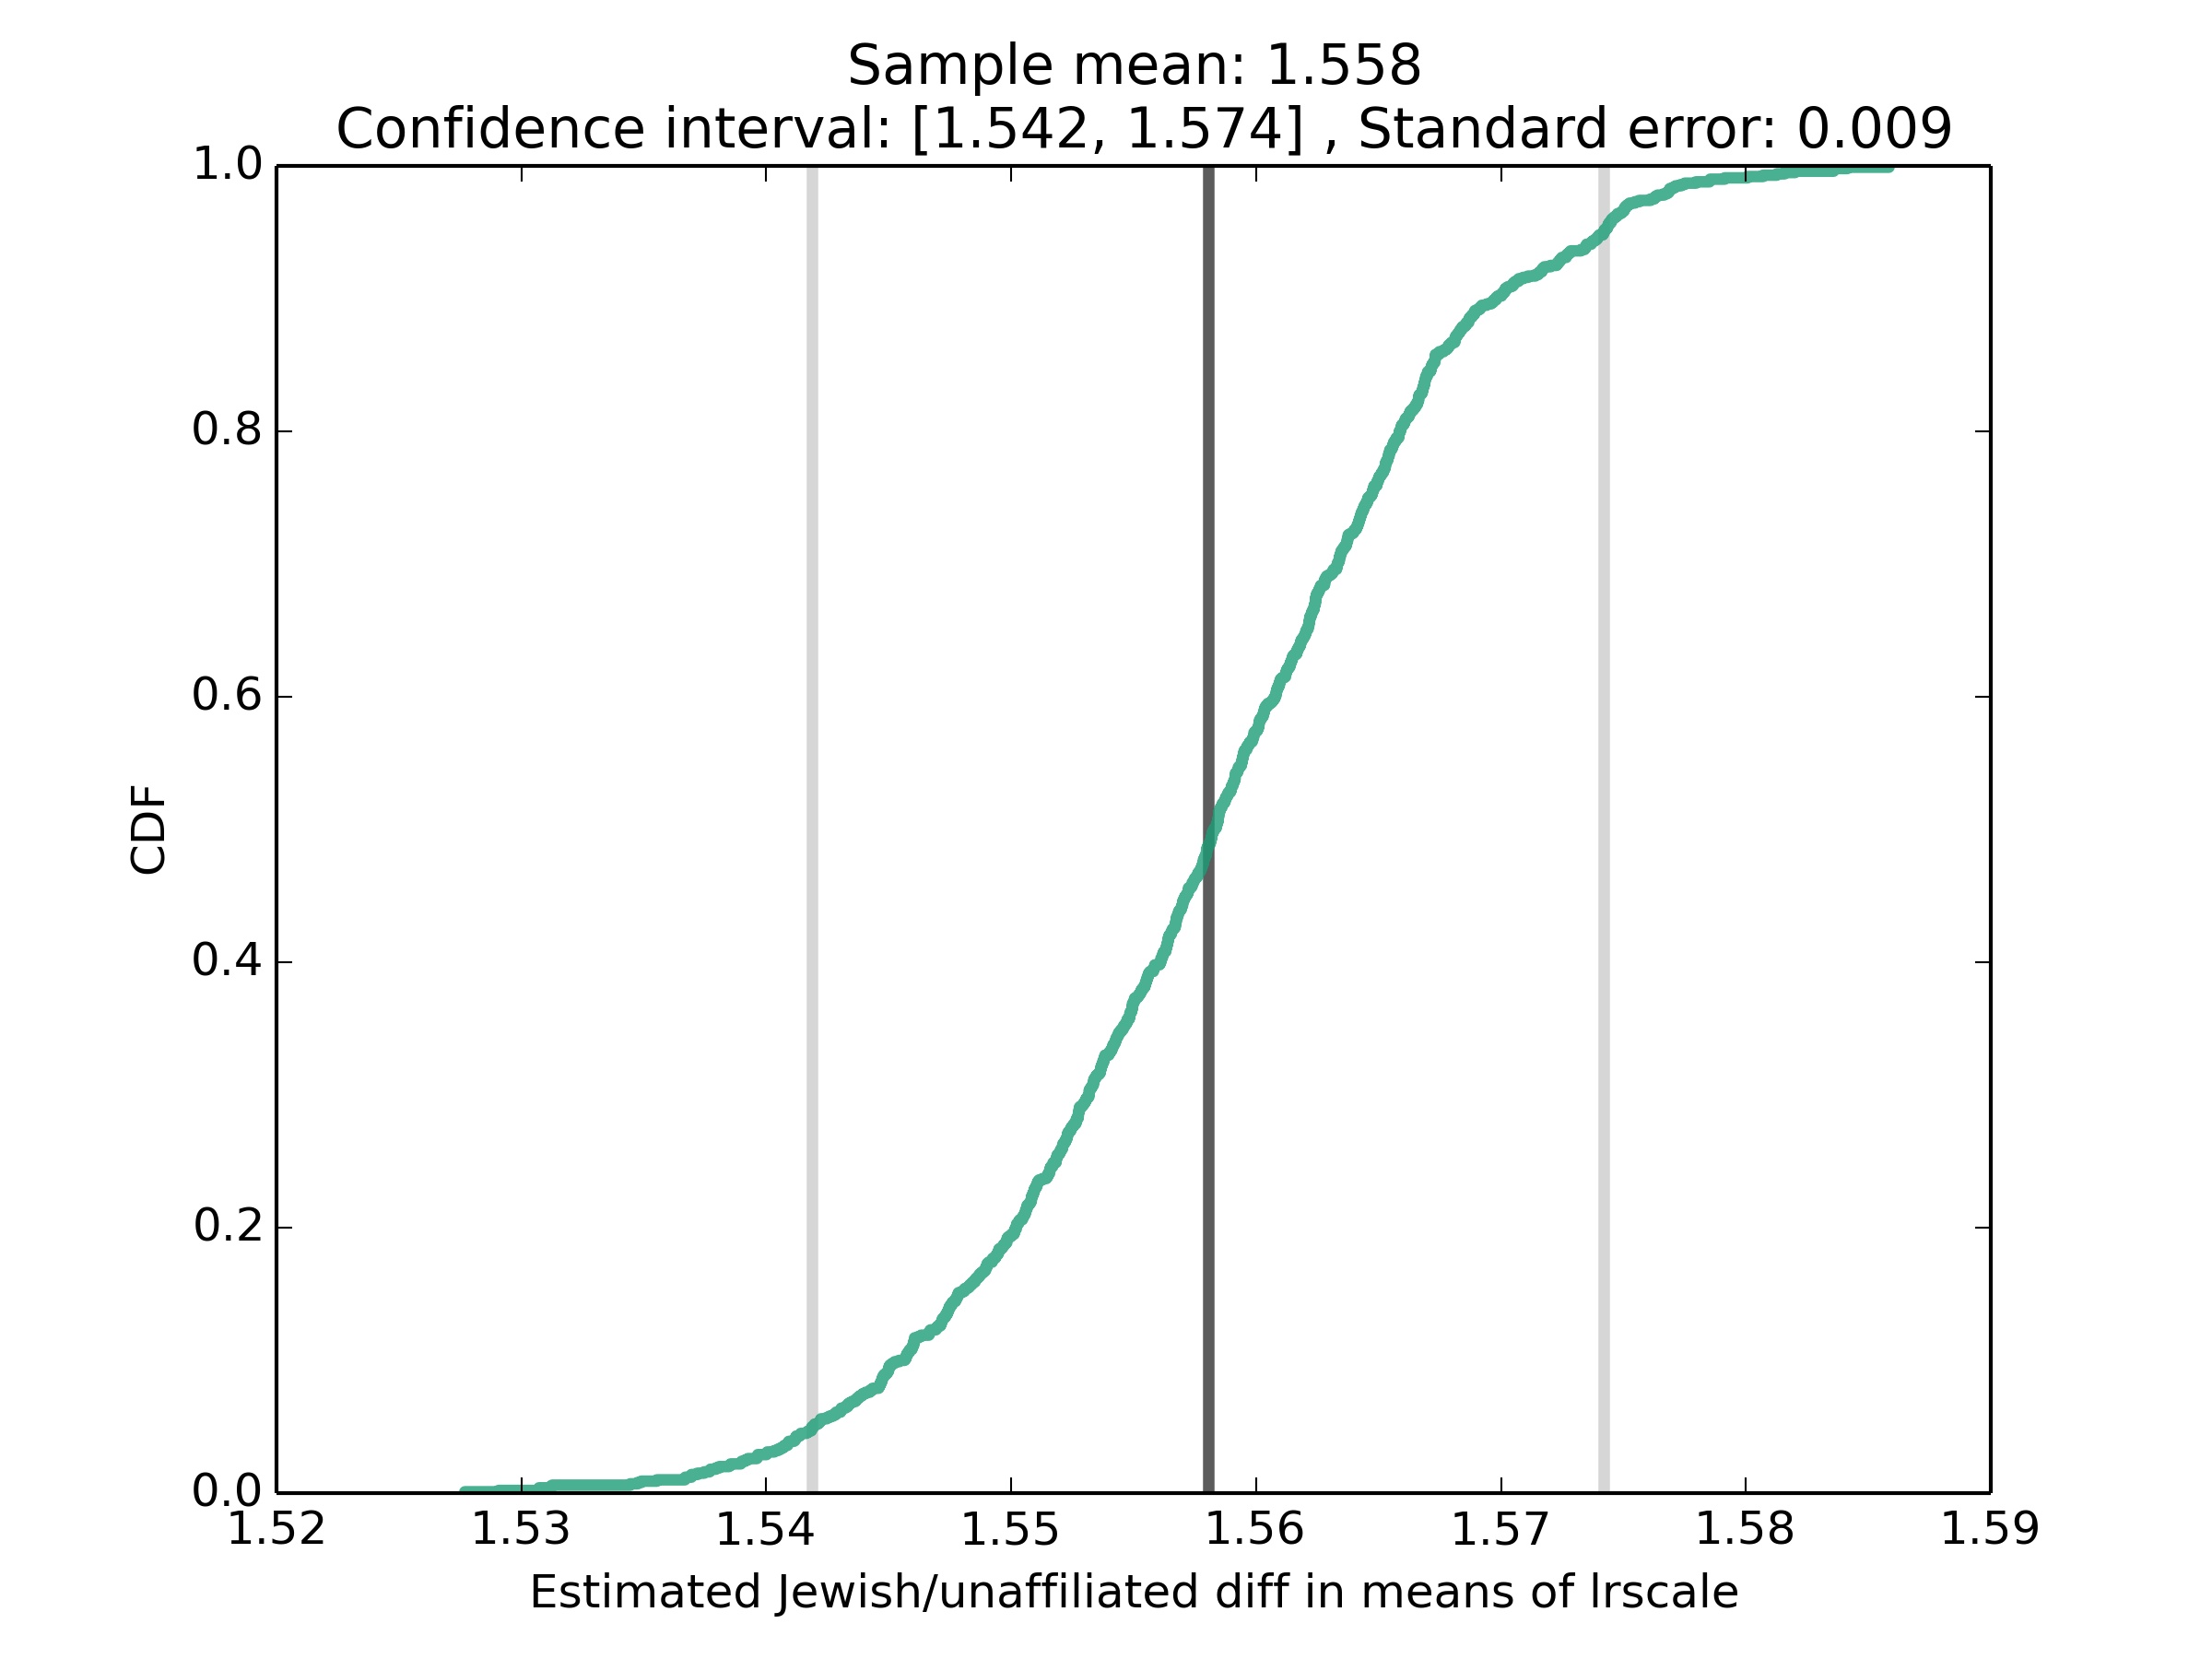 Sample mean: 1.558
Confidence interval: [1.542, 1.574] , Standard error: 0.009
1.0
0.8
0.6
0.4
0.2
0.0
CDF
1.52 1.53 1.54 1.55 1.56 1.57 1.58 1.59
Estimated Jewish/unaffiliated diff in means of lrscale